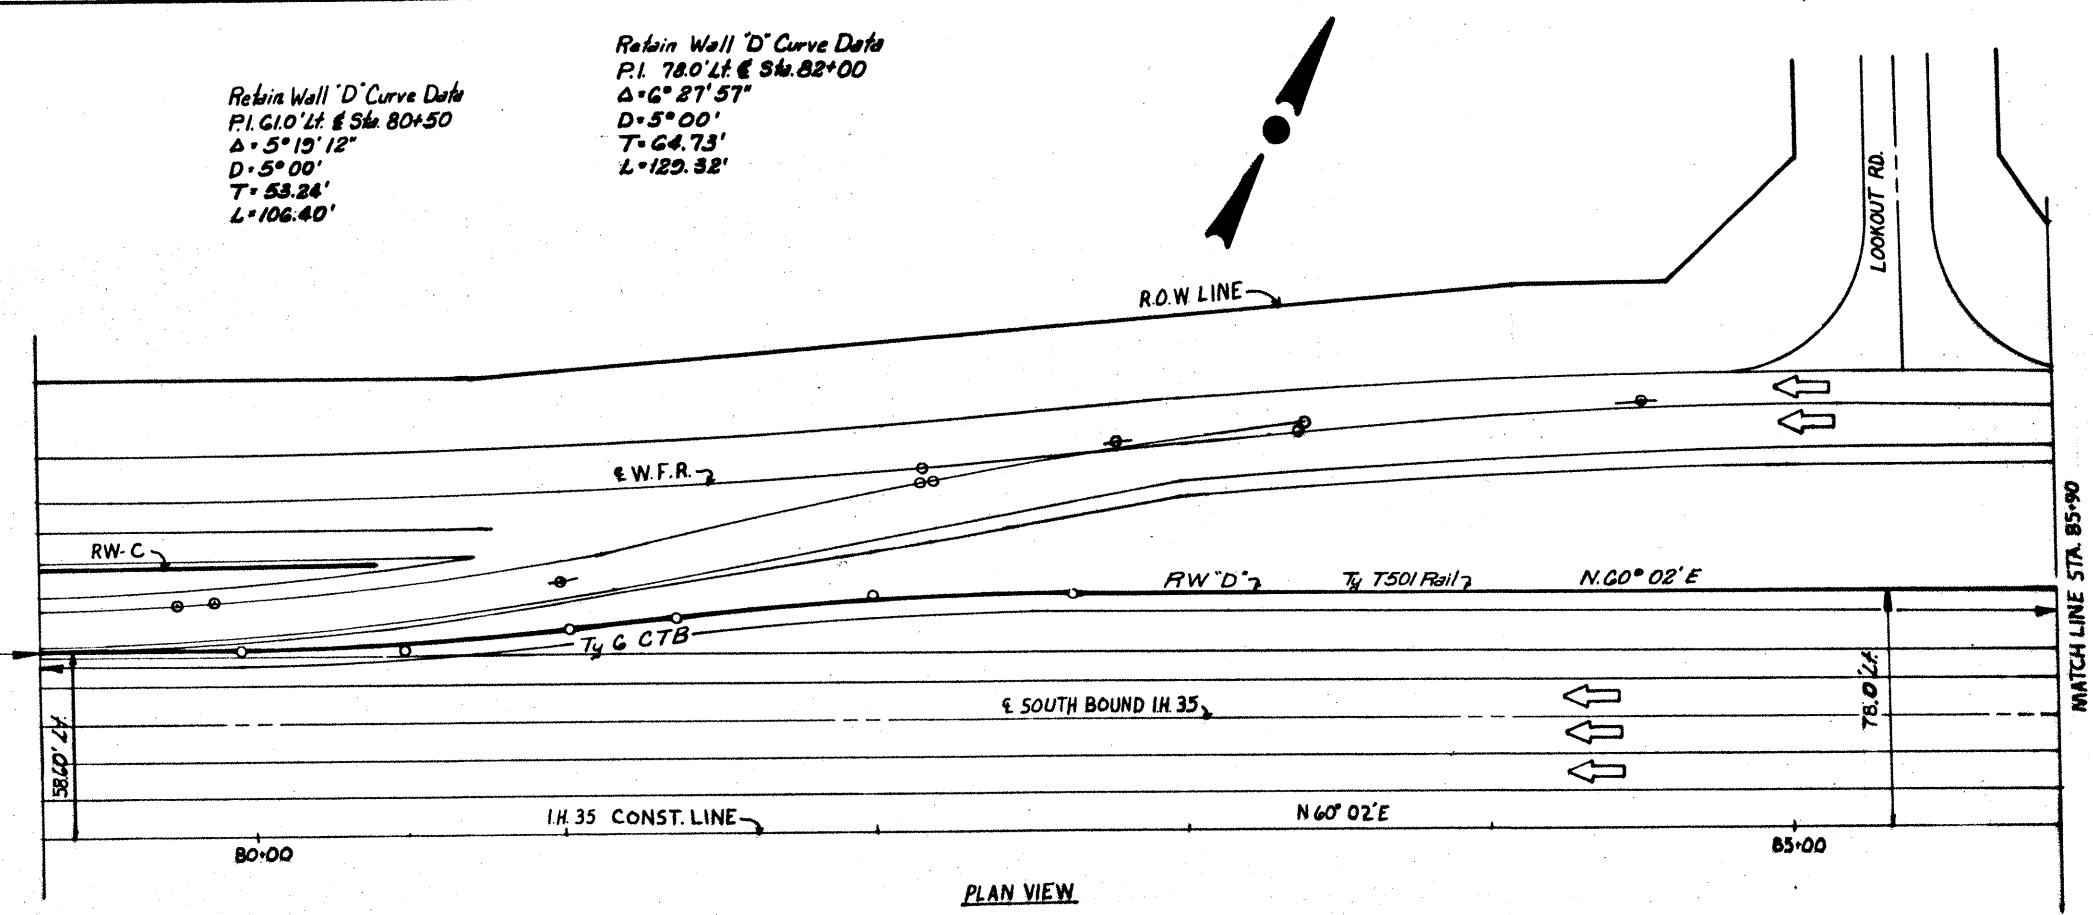 Retain Wall "D" Curve Data
P.I. 61.0' Lt. ℄ Sta. 80+50
Δ = 5° 19' 12"
D = 5° 00'
T = 53.24'
L = 106.40'
Retain Wall "D" Curve Data
P.I. 78.0' Lt. ℄ Sta. 82+00
Δ = 6° 27' 57"
D = 5° 00'
T = 64.73'
L = 129.32'
LOOKOUT RD.
R.O.W. LINE
℄ W.F.R.
RW-C
RW "D"
Ty T501 Rail
N. 60° 02' E
Ty 6 CTB
MATCH LINE STA. 85+90
℄ SOUTH BOUND I.H. 35
58.60' Lt.
78.0' Lt.
I.H. 35 CONST. LINE
N 60° 02' E
80+00
85+00
PLAN VIEW